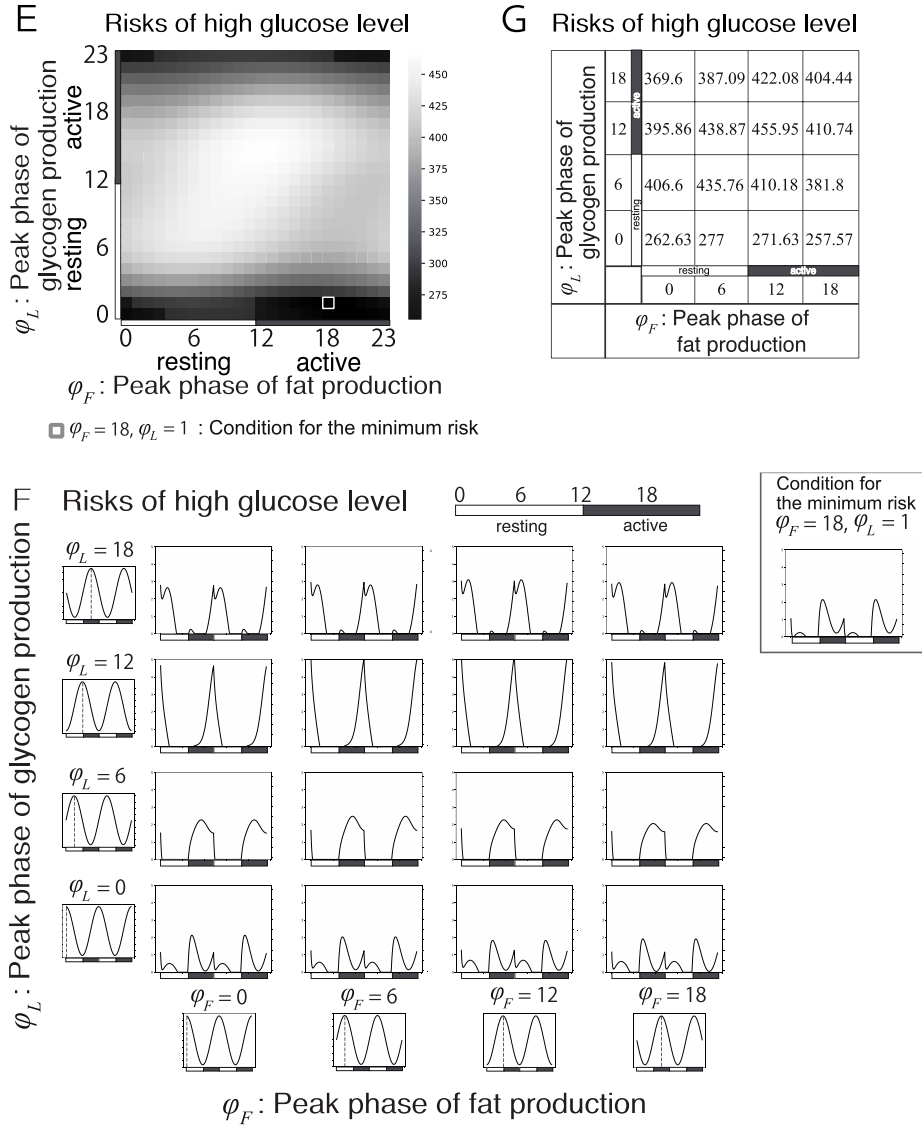 E
Risks of high glucose level
φL : Peak phase of
glycogen production
resting
active
23
18
12
6
0
450
425
400
375
350
325
300
275
0 6 12 18 23
resting active
φF : Peak phase of fat production
φF = 18, φL = 1 : Condition for the minimum risk
G
Risks of high glucose level
φL : Peak phase of
glycogen production
18 active 369.6 387.09 422.08 404.44
12 395.86 438.87 455.95 410.74
6 resting 406.6 435.76 410.18 381.8
0 262.63 277 271.63 257.57
resting active
0 6 12 18
φF : Peak phase of
fat production
F
Risks of high glucose level
0 6 12 18
resting active
Condition for
the minimum risk
φF = 18, φL = 1
φL : Peak phase of glycogen production
φL = 18
φL = 12
φL = 6
φL = 0
φF = 0
φF = 6
φF = 12
φF = 18
φF : Peak phase of fat production